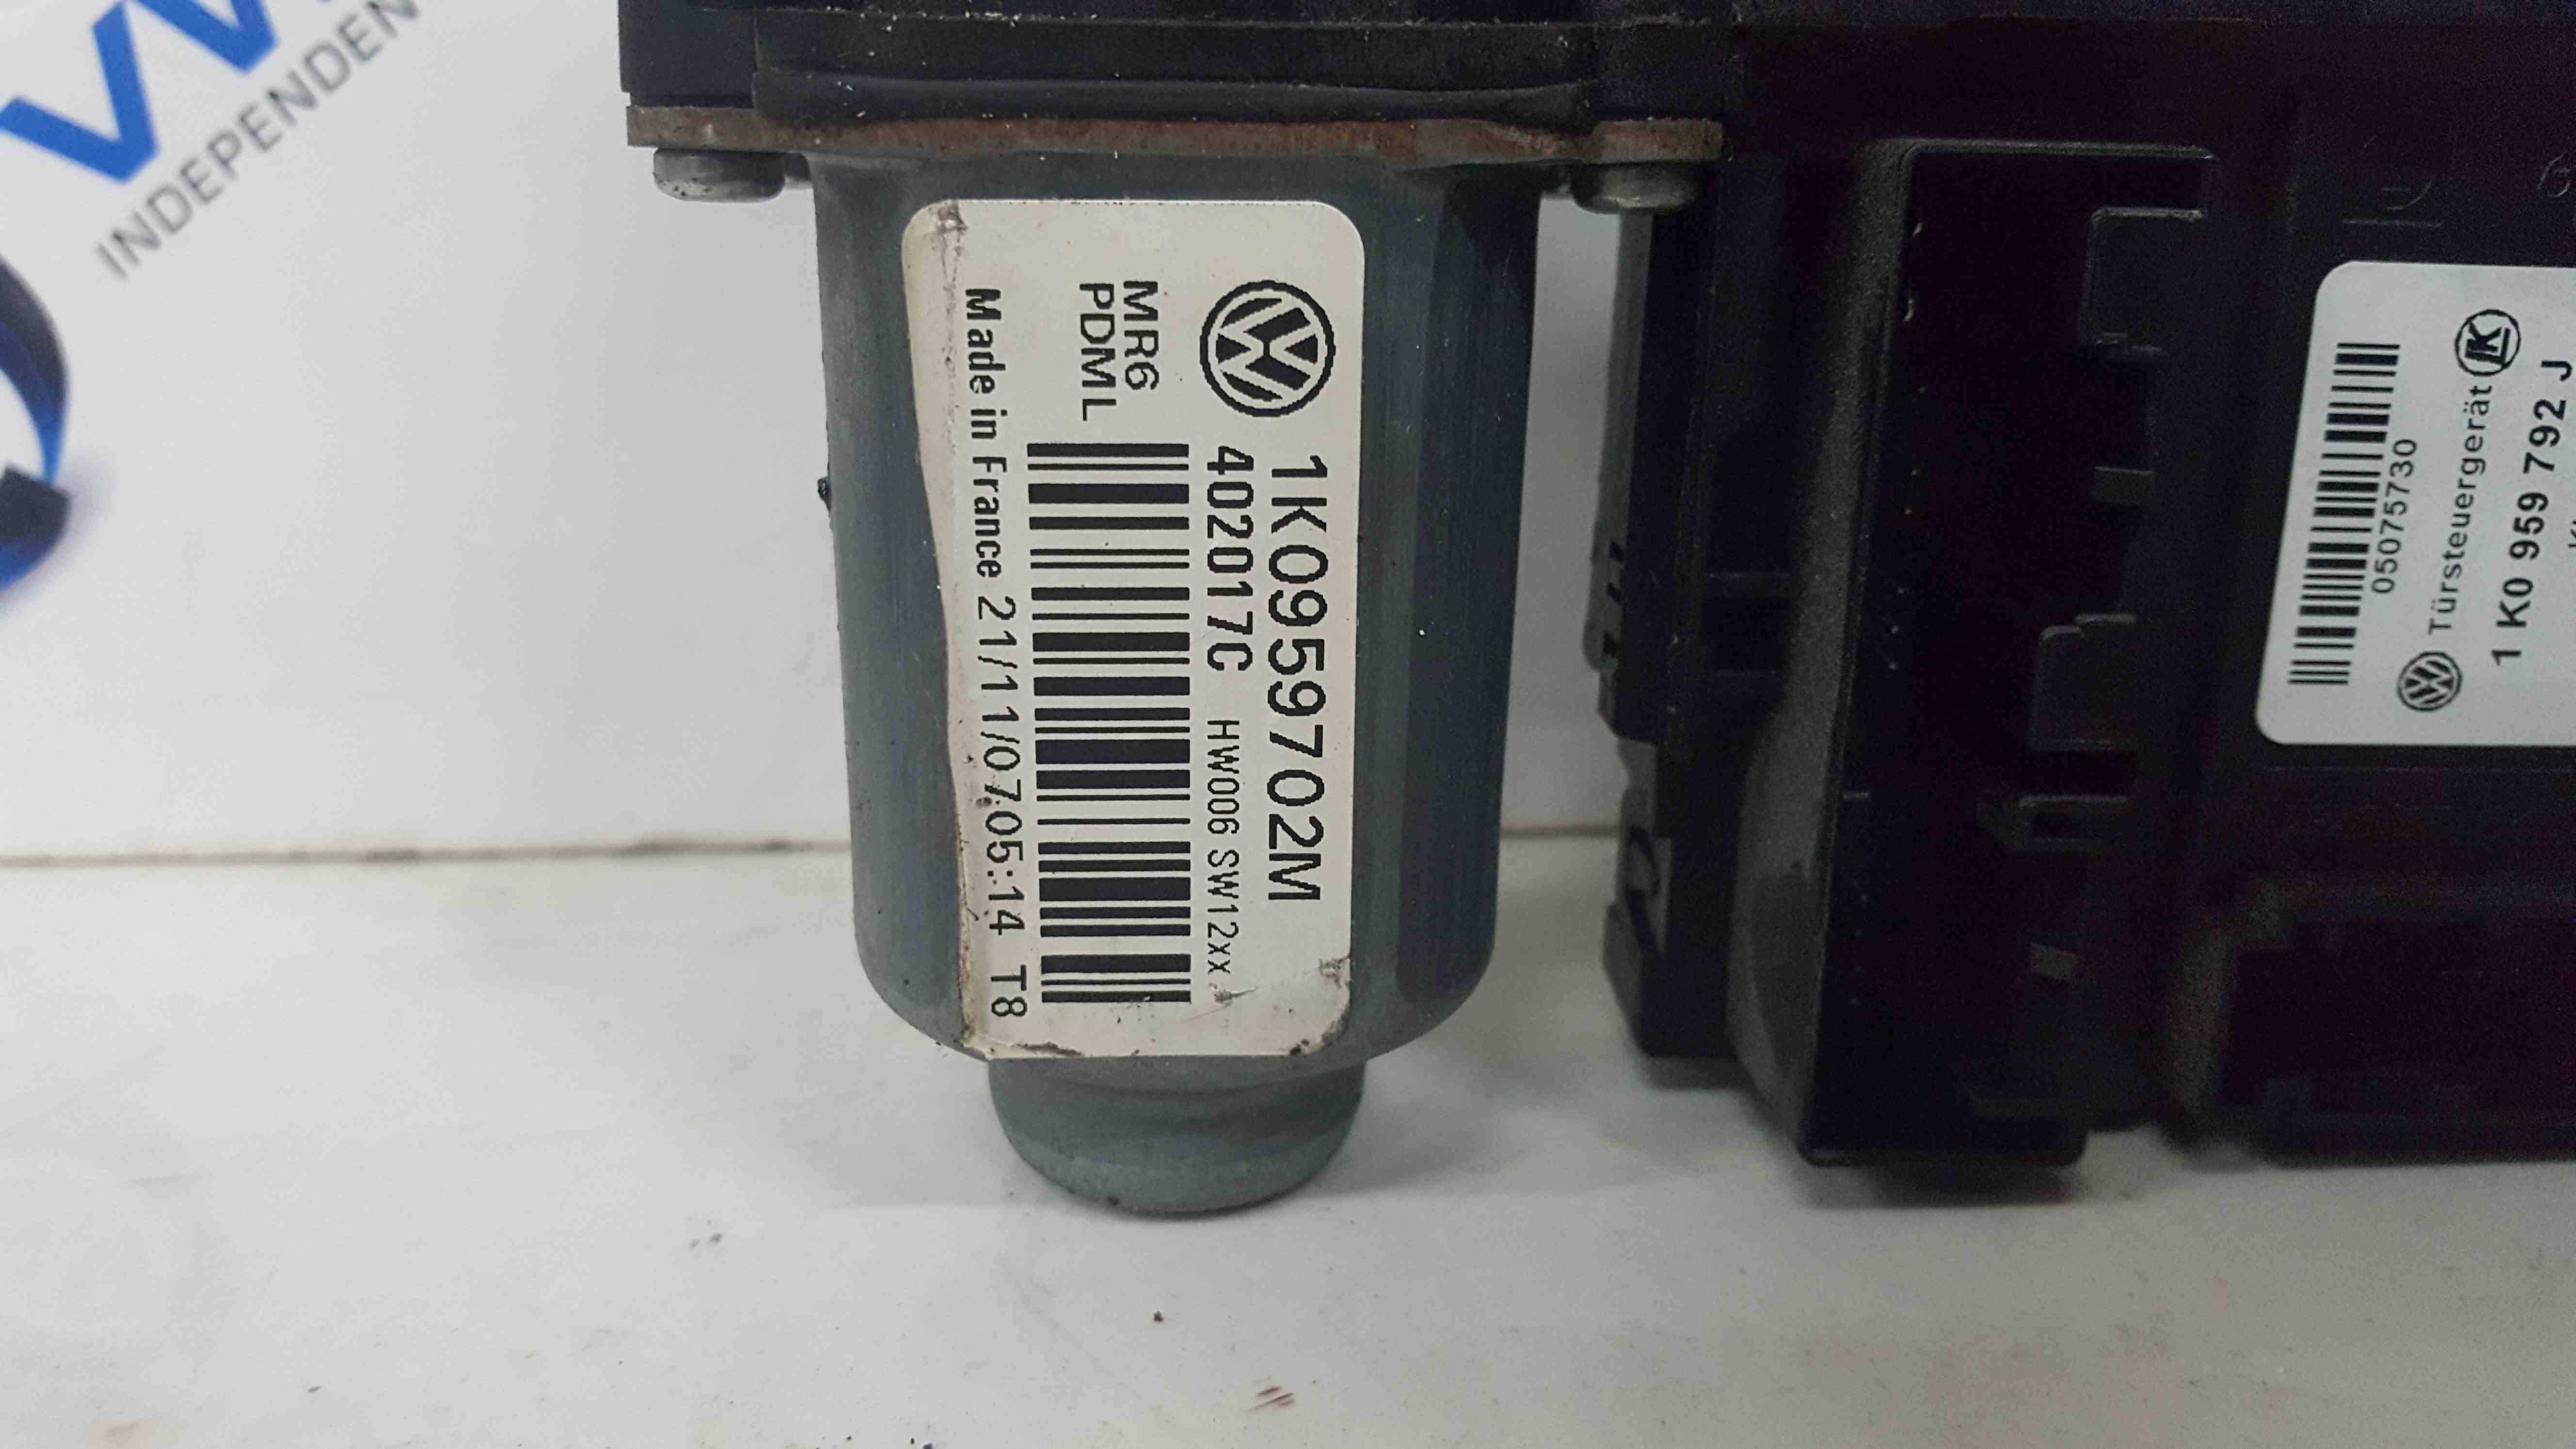 INDEPENDEN
1K0959702M
402017C HW006 SW12xx
MR6
PDML
Made in France 21/11/07 05:14 T8
05075730
Türsteuergerät
1 K0 959 792 J